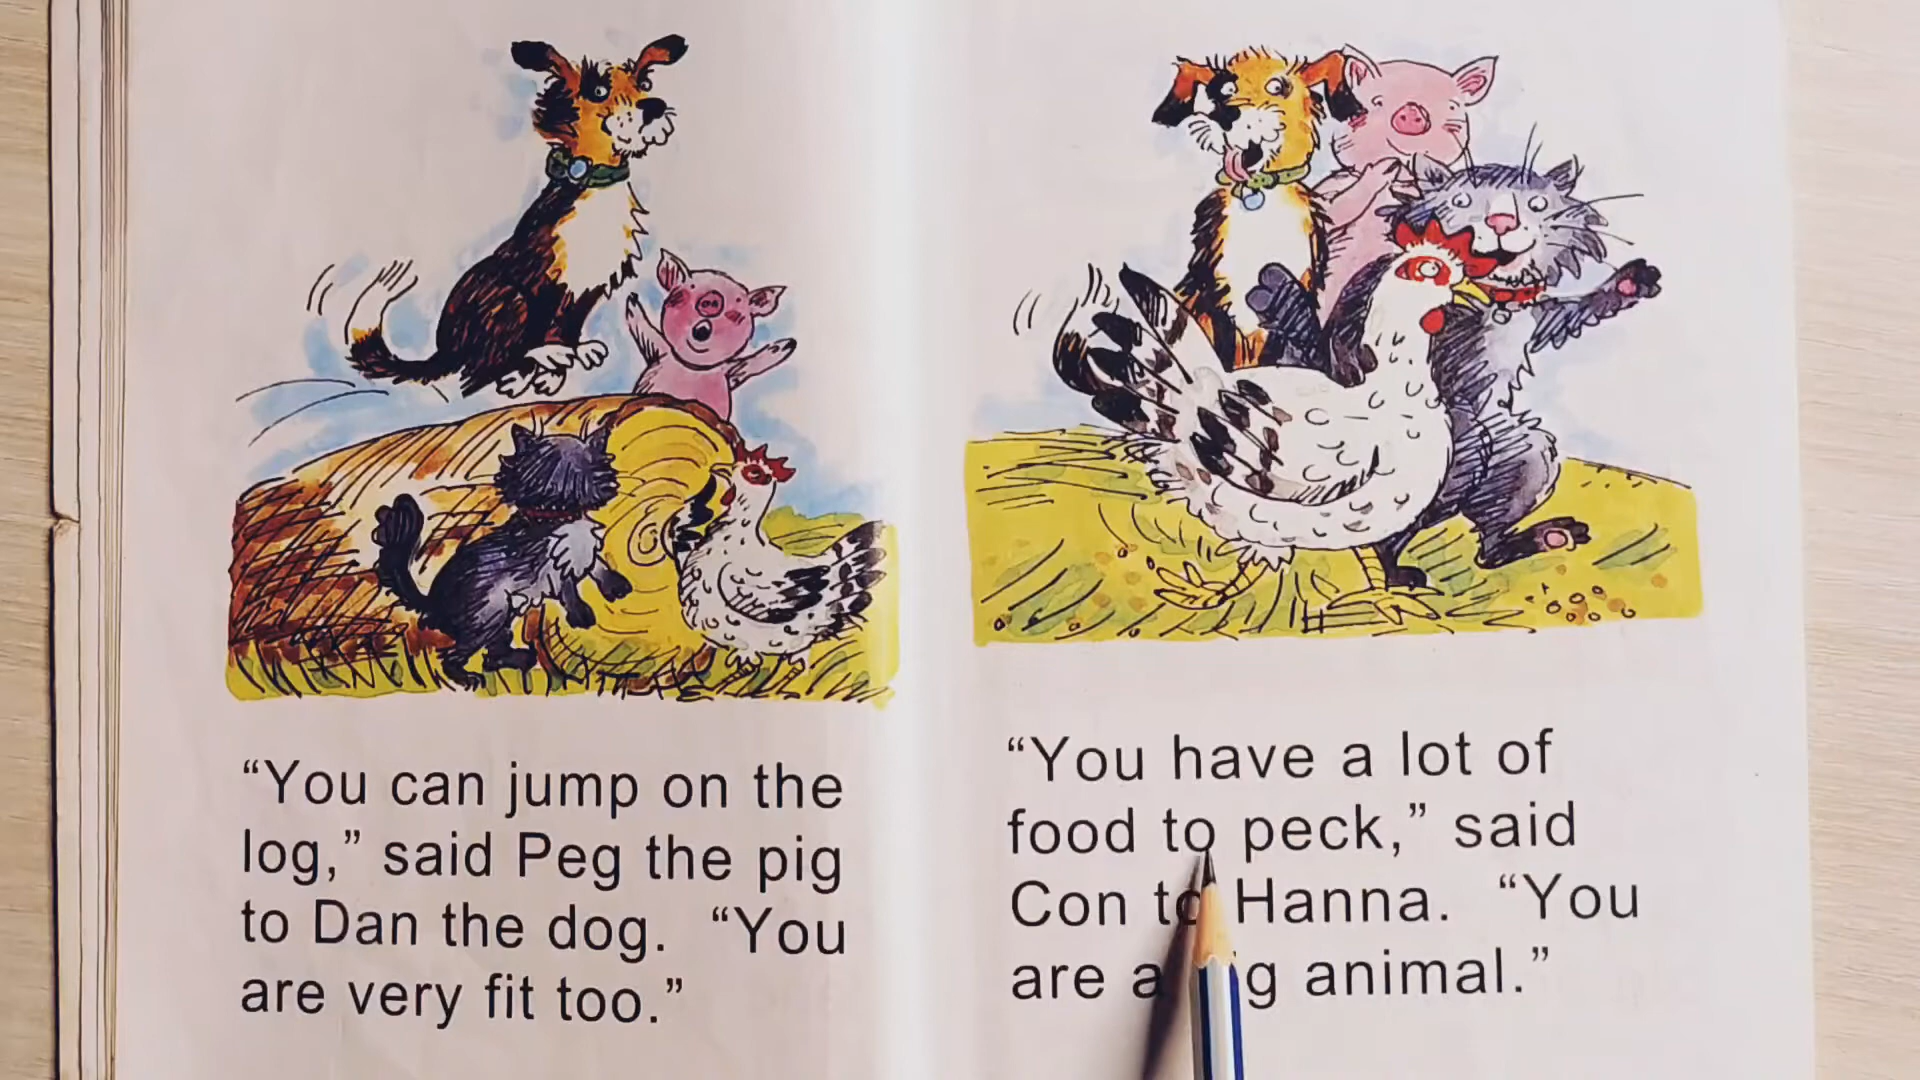 “You can jump on the
log,” said Peg the pig
to Dan the dog. “You
are very fit too.”
“You have a lot of
food to peck,” said
Con to Hanna. “You
are a animal.”